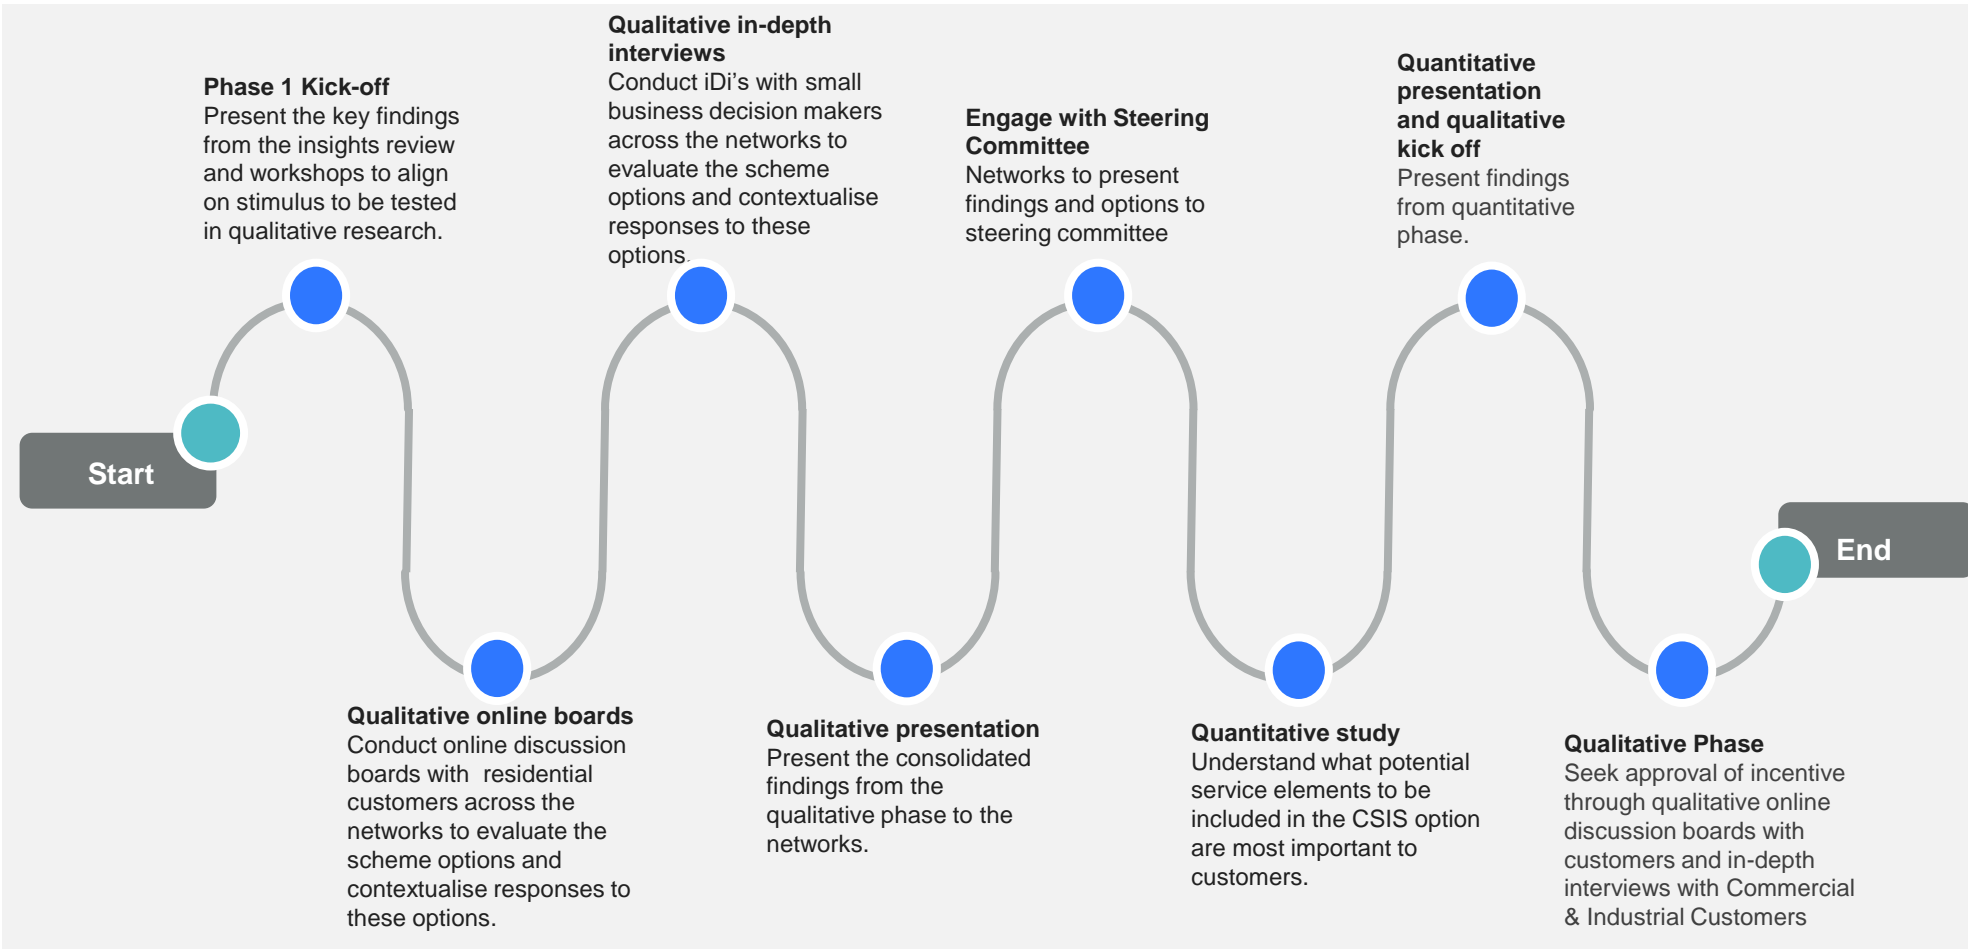 Start
Phase 1 Kick-off
Present the key findings
from the insights review
and workshops to align
on stimulus to be tested
in qualitative research.
Qualitative online boards
Conduct online discussion
boards with  residential
customers across the
networks to evaluate the
scheme options and
contextualise responses to
these options.
Qualitative in-depth
interviews
Conduct iDi’s with small
business decision makers
across the networks to
evaluate the scheme
options and contextualise
responses to these
options.
Qualitative presentation
Present the consolidated
findings from the
qualitative phase to the
networks.
Engage with Steering
Committee
Networks to present
findings and options to
steering committee
Quantitative study
Understand what potential
service elements to be
included in the CSIS option
are most important to
customers.
Quantitative
presentation
and qualitative
kick off
Present findings
from quantitative
phase.
Qualitative Phase
Seek approval of incentive
through qualitative online
discussion boards with
customers and in-depth
interviews with Commercial
& Industrial Customers
End